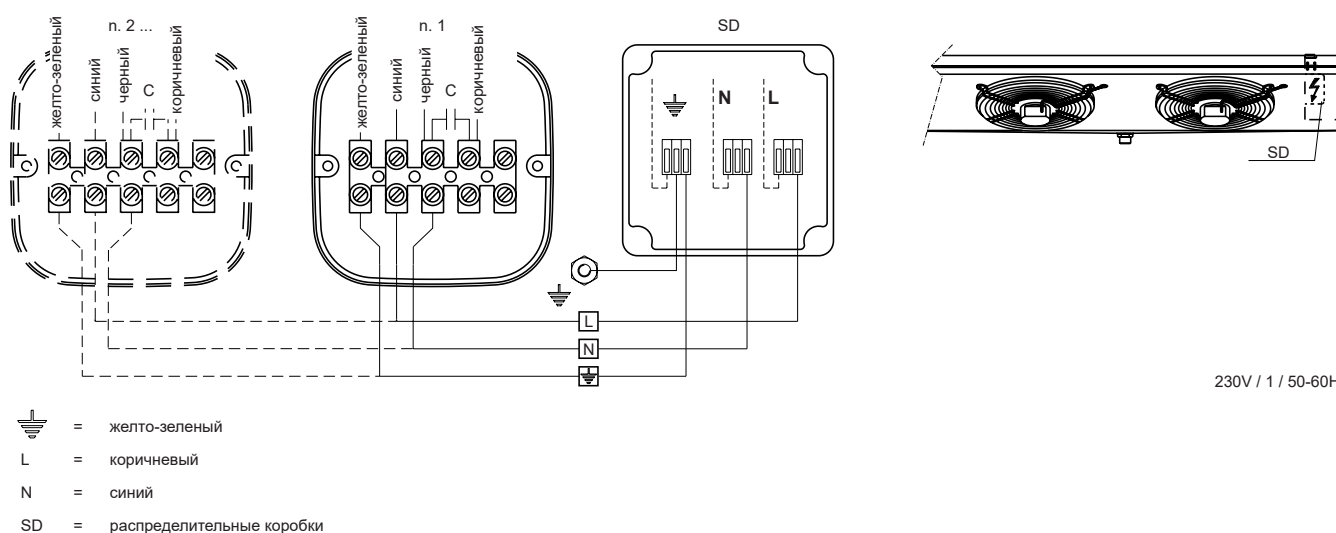 n. 2 ...
желто-зеленый
синий
черный
C
коричневый
n. 1
желто-зеленый
синий
черный
C
коричневый
SD
N
L
SD
L
N
230V / 1 / 50-60H
= желто-зеленый
L = коричневый
N = синий
SD = распределительные коробки